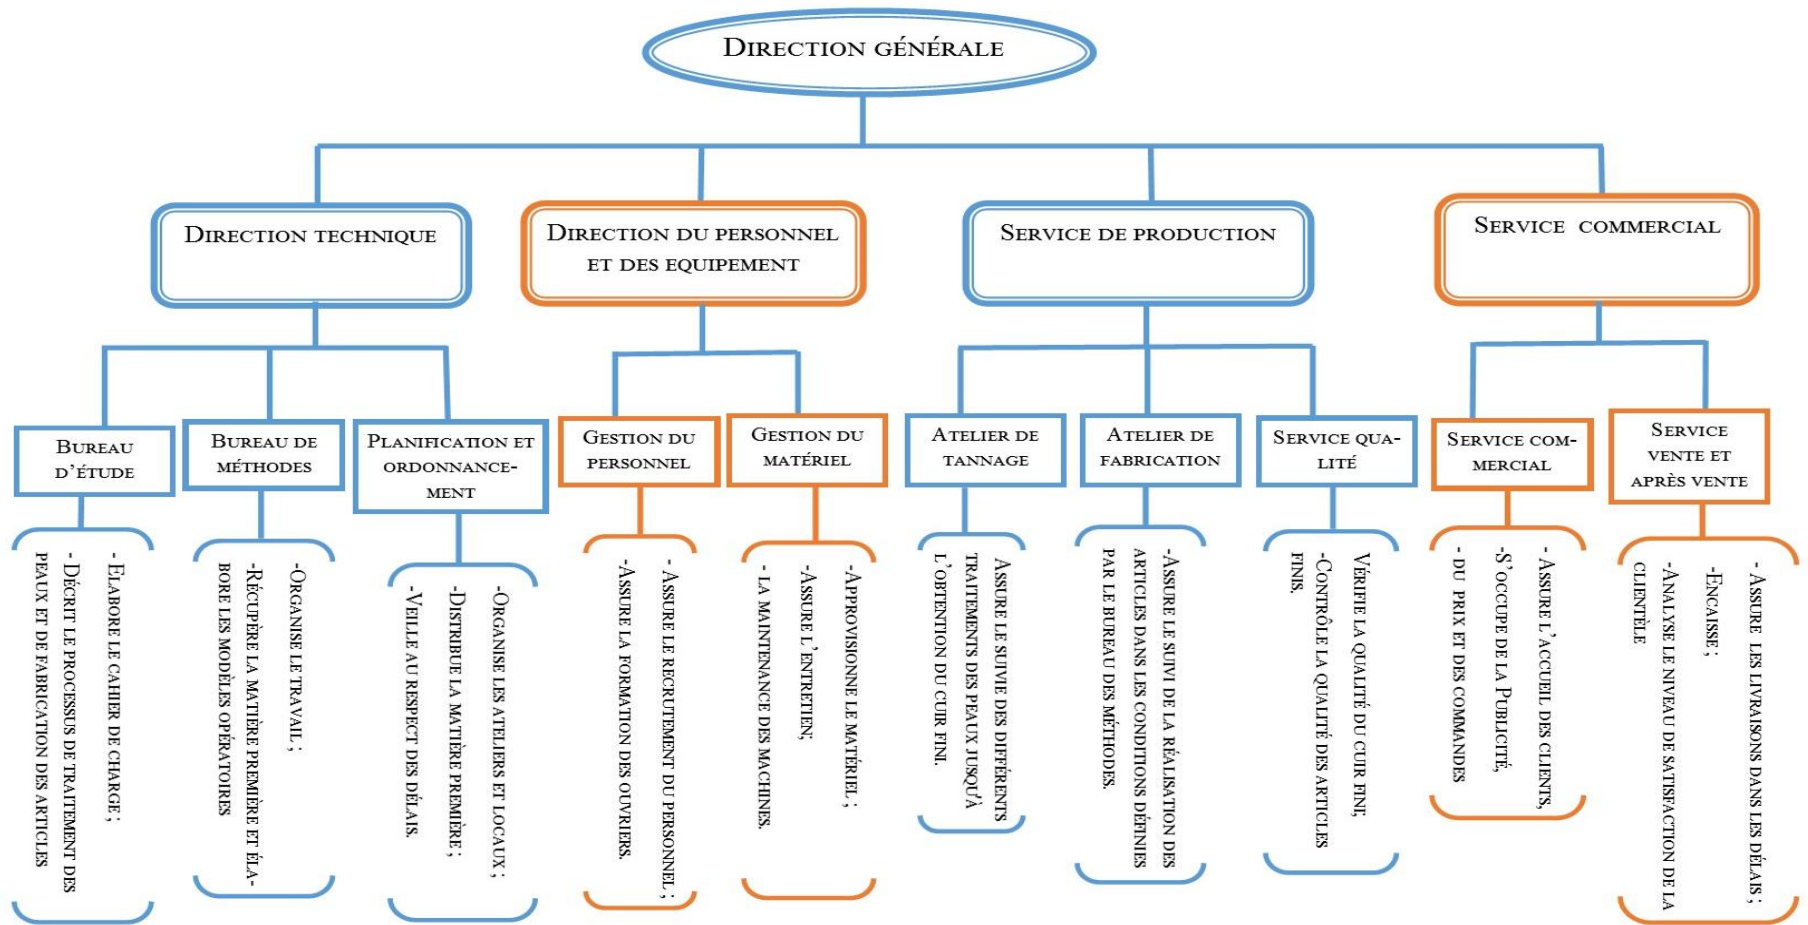 Direction générale
Direction technique
Direction du personnel
et des equipement
Service de production
Service commercial
Bureau
d'étude
Bureau de
méthodes
Planification et
ordonnance-
ment
Gestion du
personnel
Gestion du
matériel
Atelier de
tannage
Atelier de
fabrication
Service qua-
lité
Service com-
mercial
Service
vente et
après vente
- Elabore le cahier de charge ;
- Décrit le processus de traitement des
peaux et de fabrication des articles
-Organise le travail ;
-Récupère la matière première et éla-
bore les modèles opératoires
-Organise les ateliers et locaux ;
-Distribue la matière première ;
-Veille au respect des délais.
- Assure le recrutement du personnel ;
-Assure la formation des ouvriers.
-Approvisionne le matériel ;
-Assure l'entretien;
- la maintenance des machines.
Assure le suivie des différents
traitements des peaux jusqu'à
l'obtention du cuir fini.
-Assure le suivi de la réalisation des
articles dans les conditions définies
par le bureau des méthodes.
Vérifie la qualité du cuir fini;
-Contrôle la qualité des articles
finis.
- Assure l'accueil des clients,
-S'occupe de la Publicité,
- du prix et des commandes
- Assure les livraisons dans les délais ;
-Encaisse ;
-Analyse le niveau de satisfaction de la
clientèle